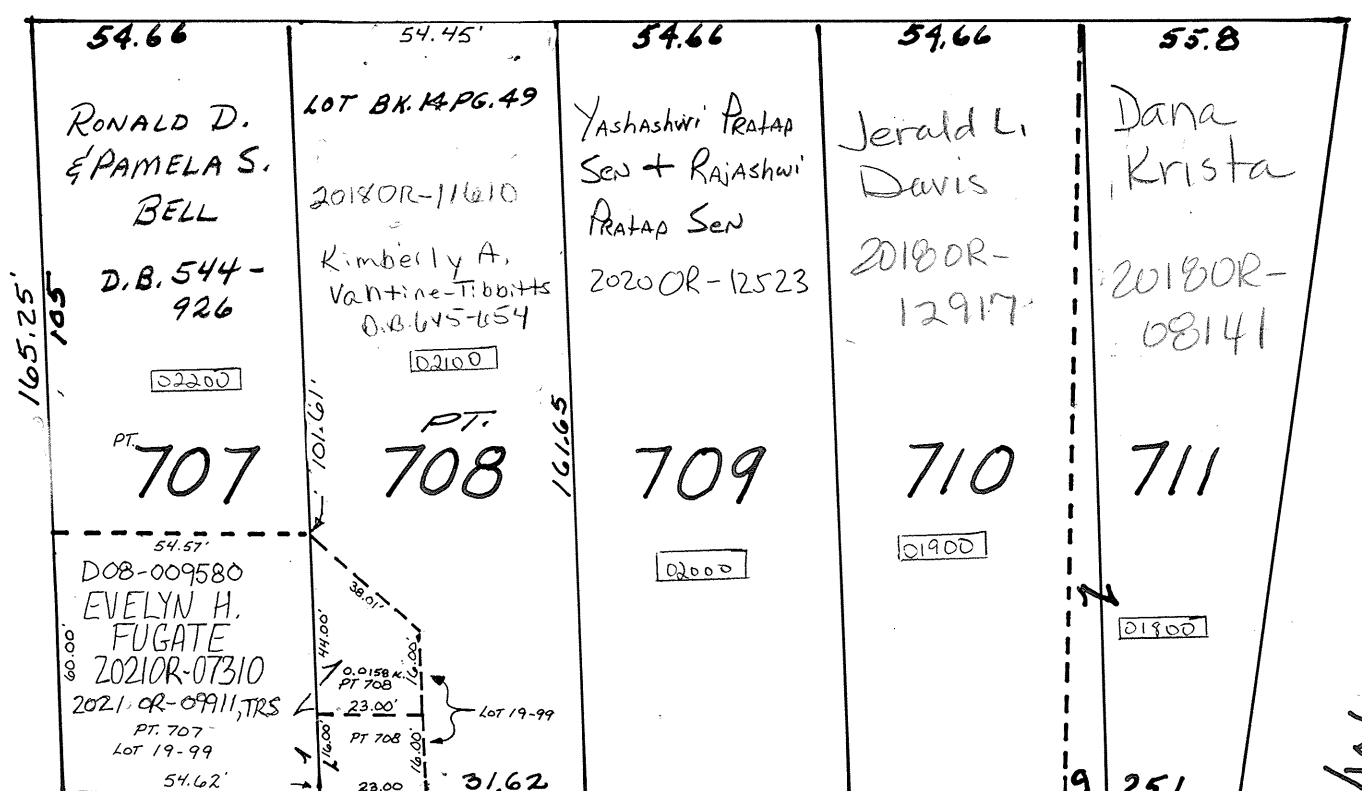 54.66
RONALD D.
& PAMELA S.
BELL
D.B. 544-
926
165.25'
105
02200
PT.
707
54.45'
LOT BK. 14 PG. 49
2018OR-11610
Kimberly A.
Vantine-Tibbitts
D.B. 645-654
02100
101.61'
PT.
708
161.65
54.66
Yashashwi Pratap
Sen + Rajashwi
Pratap Sen
2020OR-12523
709
02000
54.66
Jerald L.
Davis
2018OR-
12917
710
01900
55.8
Dana
Krista
2018OR-
08141
711
01800
54.57'
D08-009580
EVELYN H.
FUGATE
2021OR-07310
2021 OR-09911, TRS
PT. 707
LOT 19-99
54.62'
60.00'
38.01'
44.00'
16.00'
PT 708
23.00'
LOT 19-99
16.00'
PT 708
16.00'
23.00
31.62
9
251